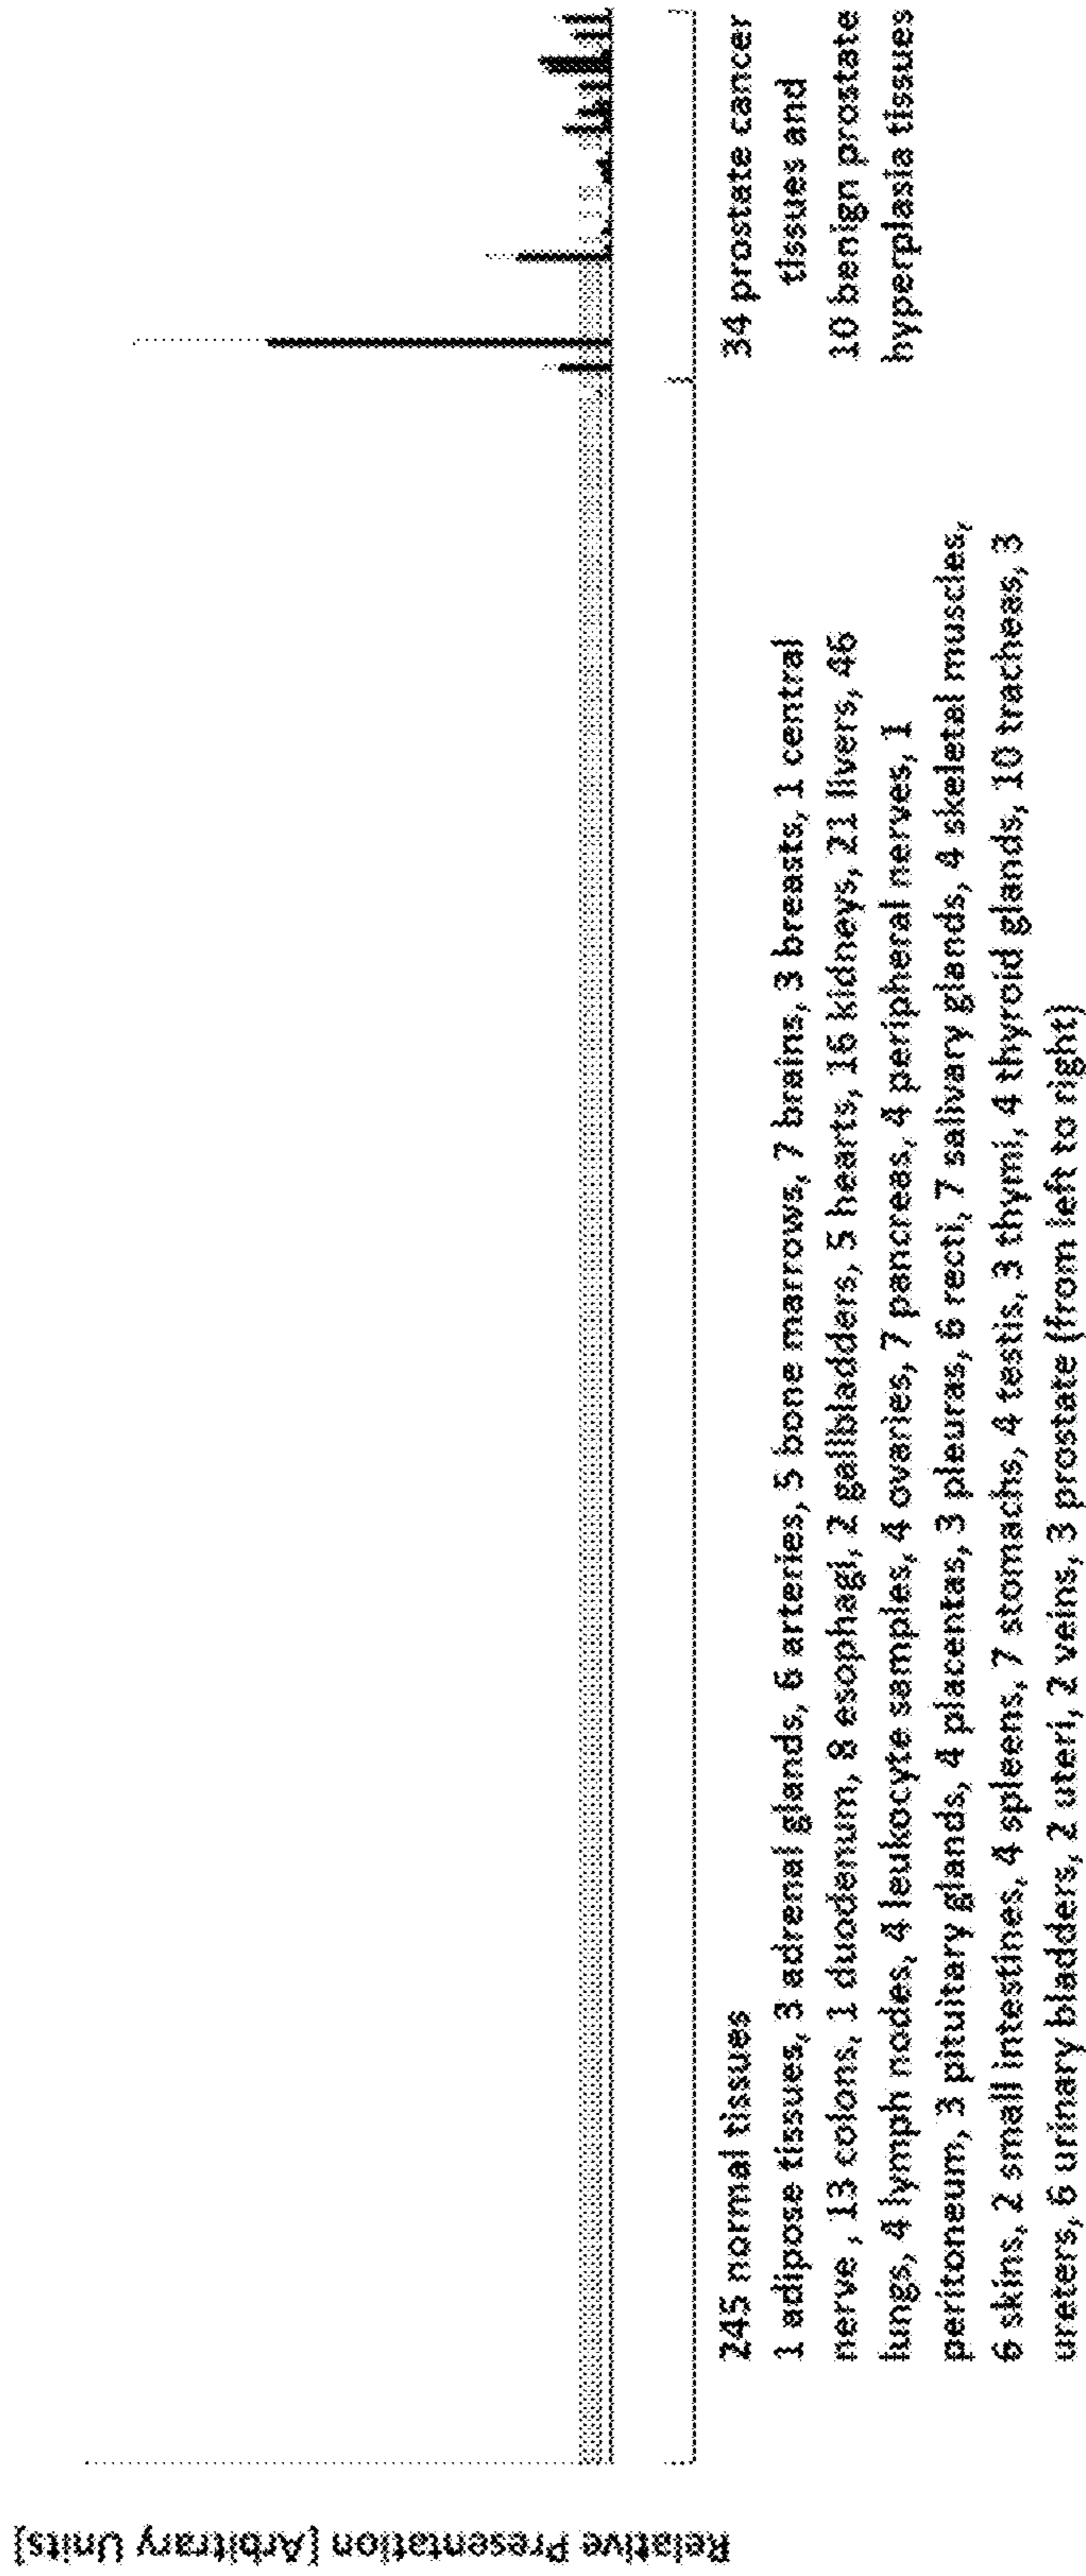 Relative Presentation [Arbitrary Units]
245 normal tissues
1 adipose tissues, 3 adrenal glands, 6 arteries, 5 bone marrows, 7 brains, 3 breasts, 1 central
nerve , 13 colons, 1 duodenum, 8 esophagi, 2 gallbladders, 5 hearts, 16 kidneys, 21 livers, 46
lungs, 4 lymph nodes, 4 leukocyte samples, 4 ovaries, 7 pancreas, 4 peripheral nerves, 1
peritoneum, 3 pituitary glands, 4 placentas, 3 pleuras, 6 recti, 7 salivary glands, 4 skeletal muscles,
6 skins, 2 small intestines, 4 spleens, 7 stomachs, 4 testis, 3 thymi, 4 thyroid glands, 10 tracheas, 3
ureters, 6 urinary bladders, 2 uteri, 2 veins, 3 prostate (from left to right)
34 prostate cancer
tissues and
10 benign prostate
hyperplasia tissues